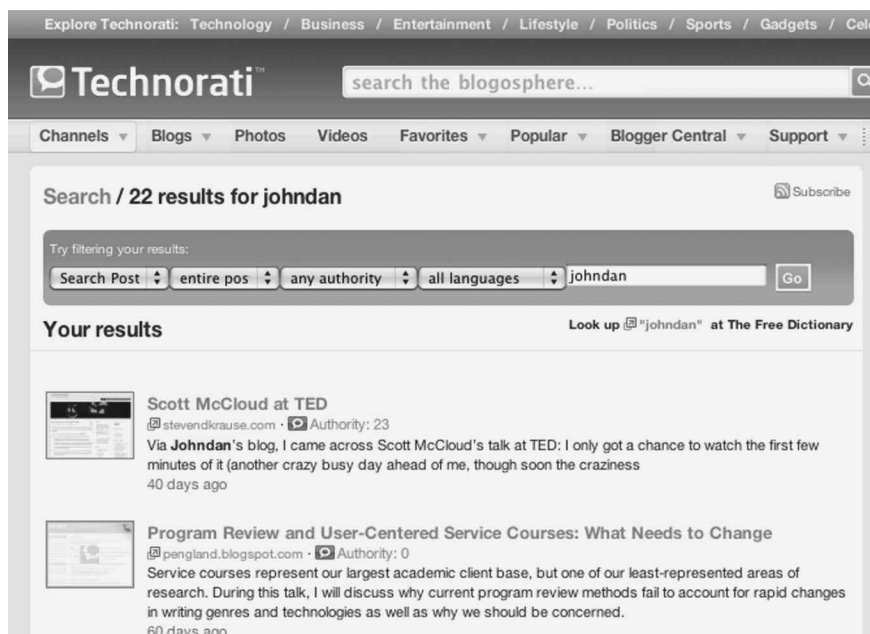 Explore Technorati: Technology / Business / Entertainment / Lifestyle / Politics / Sports / Gadgets / Cel
Technorati™
search the blogosphere...
Channels Blogs Photos Videos Favorites Popular Blogger Central Support
Search / 22 results for johndan
Subscribe
Try filtering your results:
Search Post entire pos any authority all languages johndan Go
Your results
Look up "johndan" at The Free Dictionary
Scott McCloud at TED
stevendkrause.com · Authority: 23
Via Johndan's blog, I came across Scott McCloud's talk at TED: I only got a chance to watch the first few
minutes of it (another crazy busy day ahead of me, though soon the craziness
40 days ago
Program Review and User-Centered Service Courses: What Needs to Change
pengland.blogspot.com · Authority: 0
Service courses represent our largest academic client base, but one of our least-represented areas of
research. During this talk, I will discuss why current program review methods fail to account for rapid changes
in writing genres and technologies as well as why we should be concerned.
60 days ago